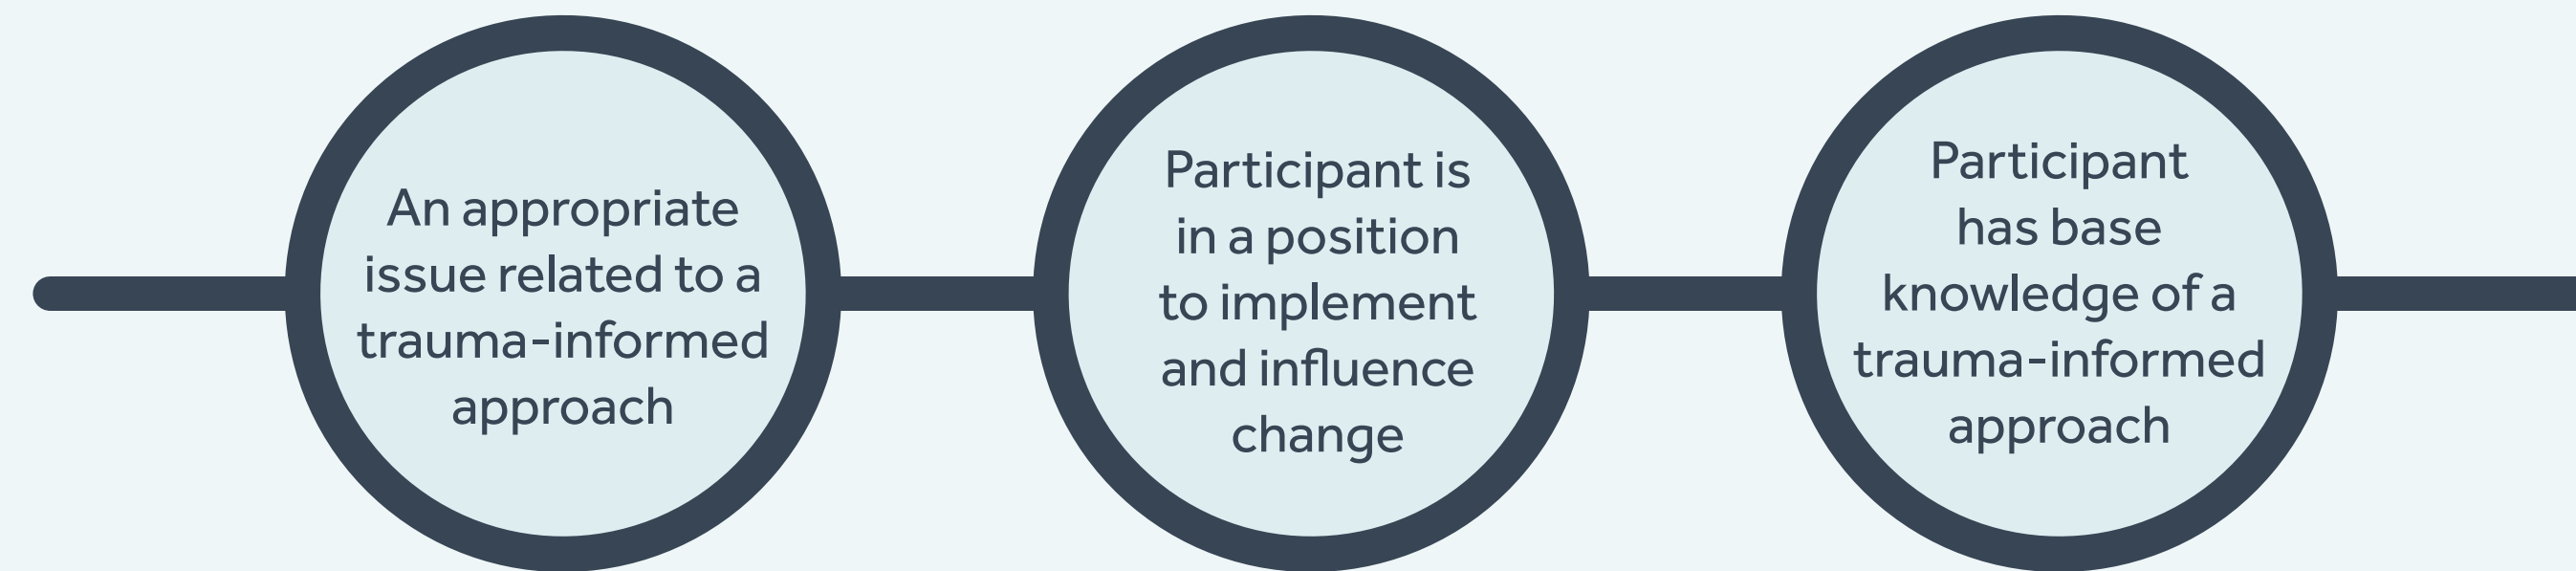 An appropriate
issue related to a
trauma-informed
approach
Participant is
in a position
to implement
and influence
change
Participant
has base
knowledge of a
trauma-informed
approach